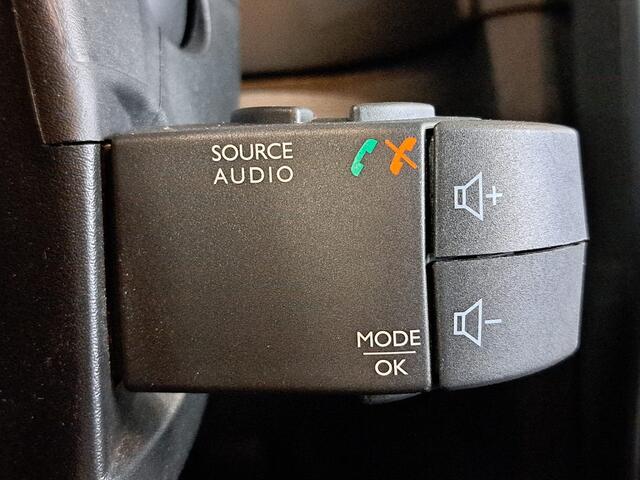 SOURCE
AUDIO
+
-
MODE
OK